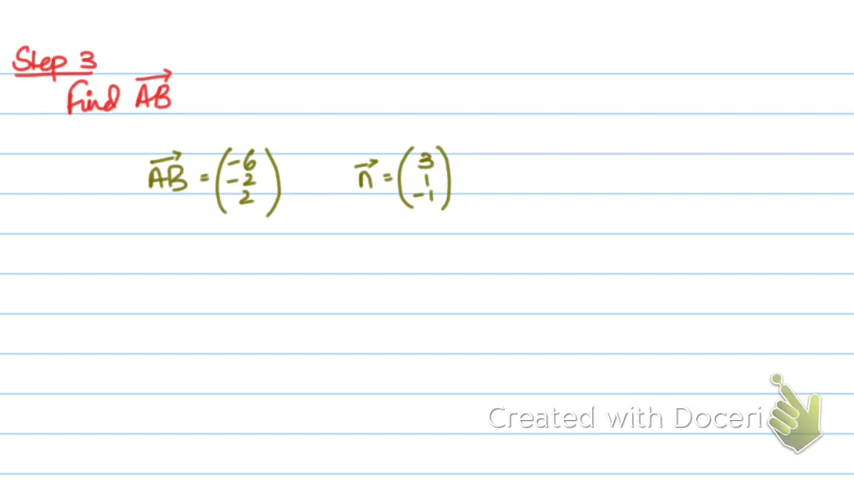 Step 3
Find AB
AB = (-6 -2 2) n = (3 1 -1)
Created with Doceri